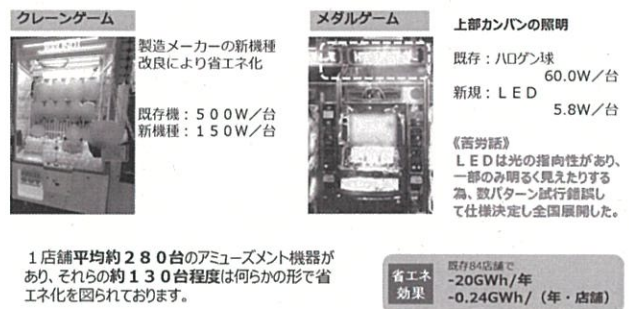 クレーンゲーム
製造メーカーの新機種
改良により省エネ化
既存機：５００W／台
新機種：１５０W／台
メダルゲーム
上部カンバンの照明
既存：ハロゲン球
60.0W／台
新規：ＬＥＤ
5.8W／台
《苦労話》
ＬＥＤは光の指向性があり、
一部のみ明るく見えたりする
為、数パターン試行錯誤し
て仕様決定し全国展開した。
１店舗平均約２８０台のアミューズメント機器が
あり、それらの約１３０台程度は何らかの形で省
エネ化を図られております。
省エネ
効果
既存84店舗で
-20GWh/年
-0.24GWh/（年・店舗）